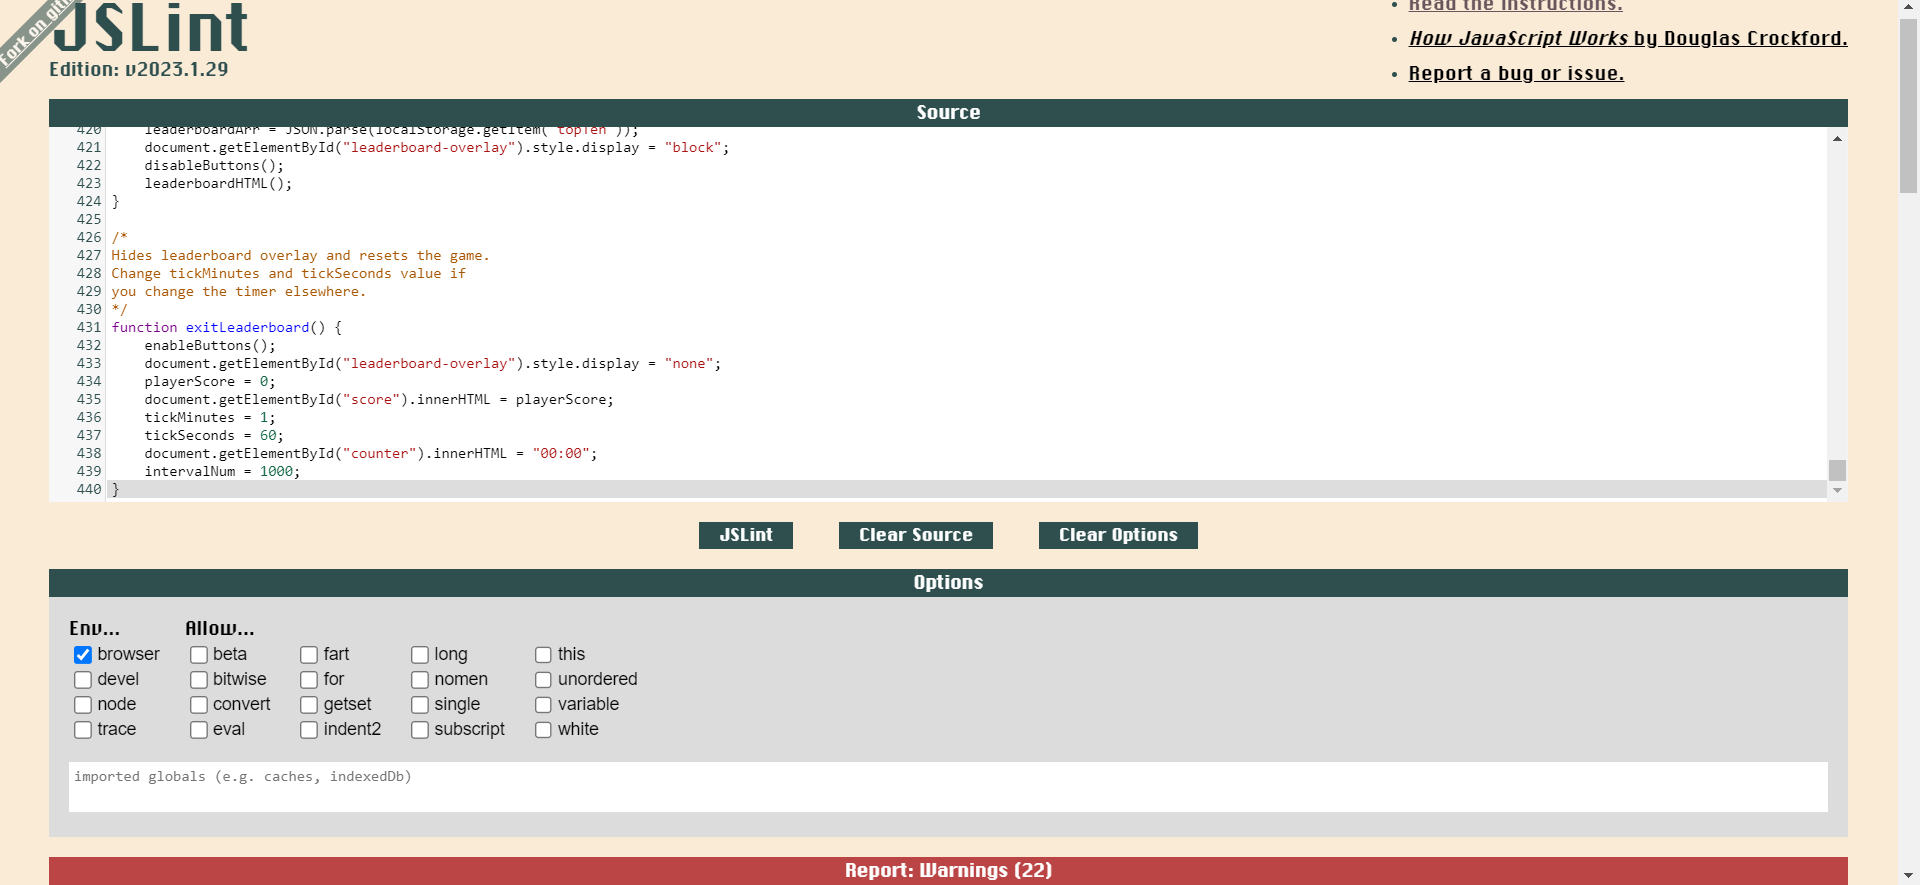 Fork on
JSLint
Edition: v2023.1.29
Read the instructions.
How JavaScript Works by Douglas Crockford.
Report a bug or issue.
Source
420 leaderboardArr = JSON.parse(localStorage.getItem("topTen"));
421 document.getElementById("leaderboard-overlay").style.display = "block";
422 disableButtons();
423 leaderboardHTML();
424 }
425
426 /*
427 Hides leaderboard overlay and resets the game.
428 Change tickMinutes and tickSeconds value if
429 you change the timer elsewhere.
430 */
431 function exitLeaderboard() {
432 enableButtons();
433 document.getElementById("leaderboard-overlay").style.display = "none";
434 playerScore = 0;
435 document.getElementById("score").innerHTML = playerScore;
436 tickMinutes = 1;
437 tickSeconds = 60;
438 document.getElementById("counter").innerHTML = "00:00";
439 intervalNum = 1000;
440 }
JSLint Clear Source Clear Options
Options
Env... Allow...
browser beta fart long this
devel bitwise for nomen unordered
node convert getset single variable
trace eval indent2 subscript white
imported globals (e.g. caches, indexedDb)
Report: Warnings (22)